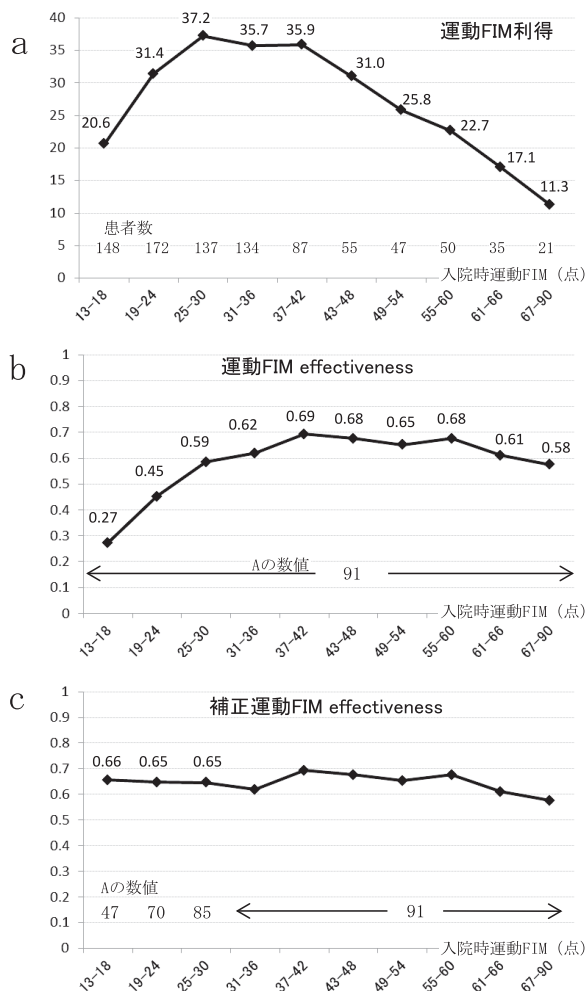 a
運動FIM利得
40
35
30
25
20
15
10
5
0
20.6
31.4
37.2
35.7
35.9
31.0
25.8
22.7
17.1
11.3
患者数
148 172 137 134 87 55 47 50 35 21
入院時運動FIM（点）
13-18 19-24 25-30 31-36 37-42 43-48 49-54 55-60 61-66 67-90
b
運動FIM effectiveness
1
0.9
0.8
0.7
0.6
0.5
0.4
0.3
0.2
0.1
0
0.27
0.45
0.59
0.62
0.69
0.68
0.65
0.68
0.61
0.58
Aの数値 91
入院時運動FIM（点）
13-18 19-24 25-30 31-36 37-42 43-48 49-54 55-60 61-66 67-90
c
補正運動FIM effectiveness
1
0.9
0.8
0.7
0.6
0.5
0.4
0.3
0.2
0.1
0
0.66 0.65 0.65
Aの数値
47 70 85 91
入院時運動FIM（点）
13-18 19-24 25-30 31-36 37-42 43-48 49-54 55-60 61-66 67-90